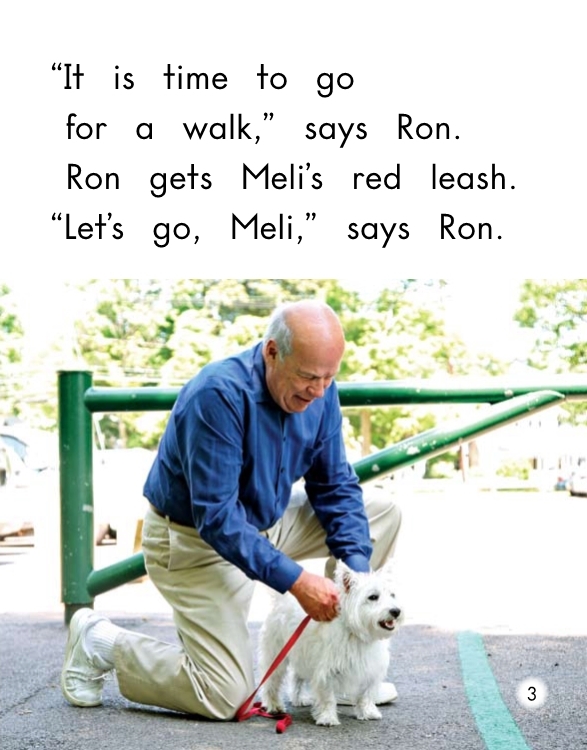 “It is time to go
for a walk,” says Ron.
Ron gets Meli’s red leash.
“Let’s go, Meli,” says Ron.
3